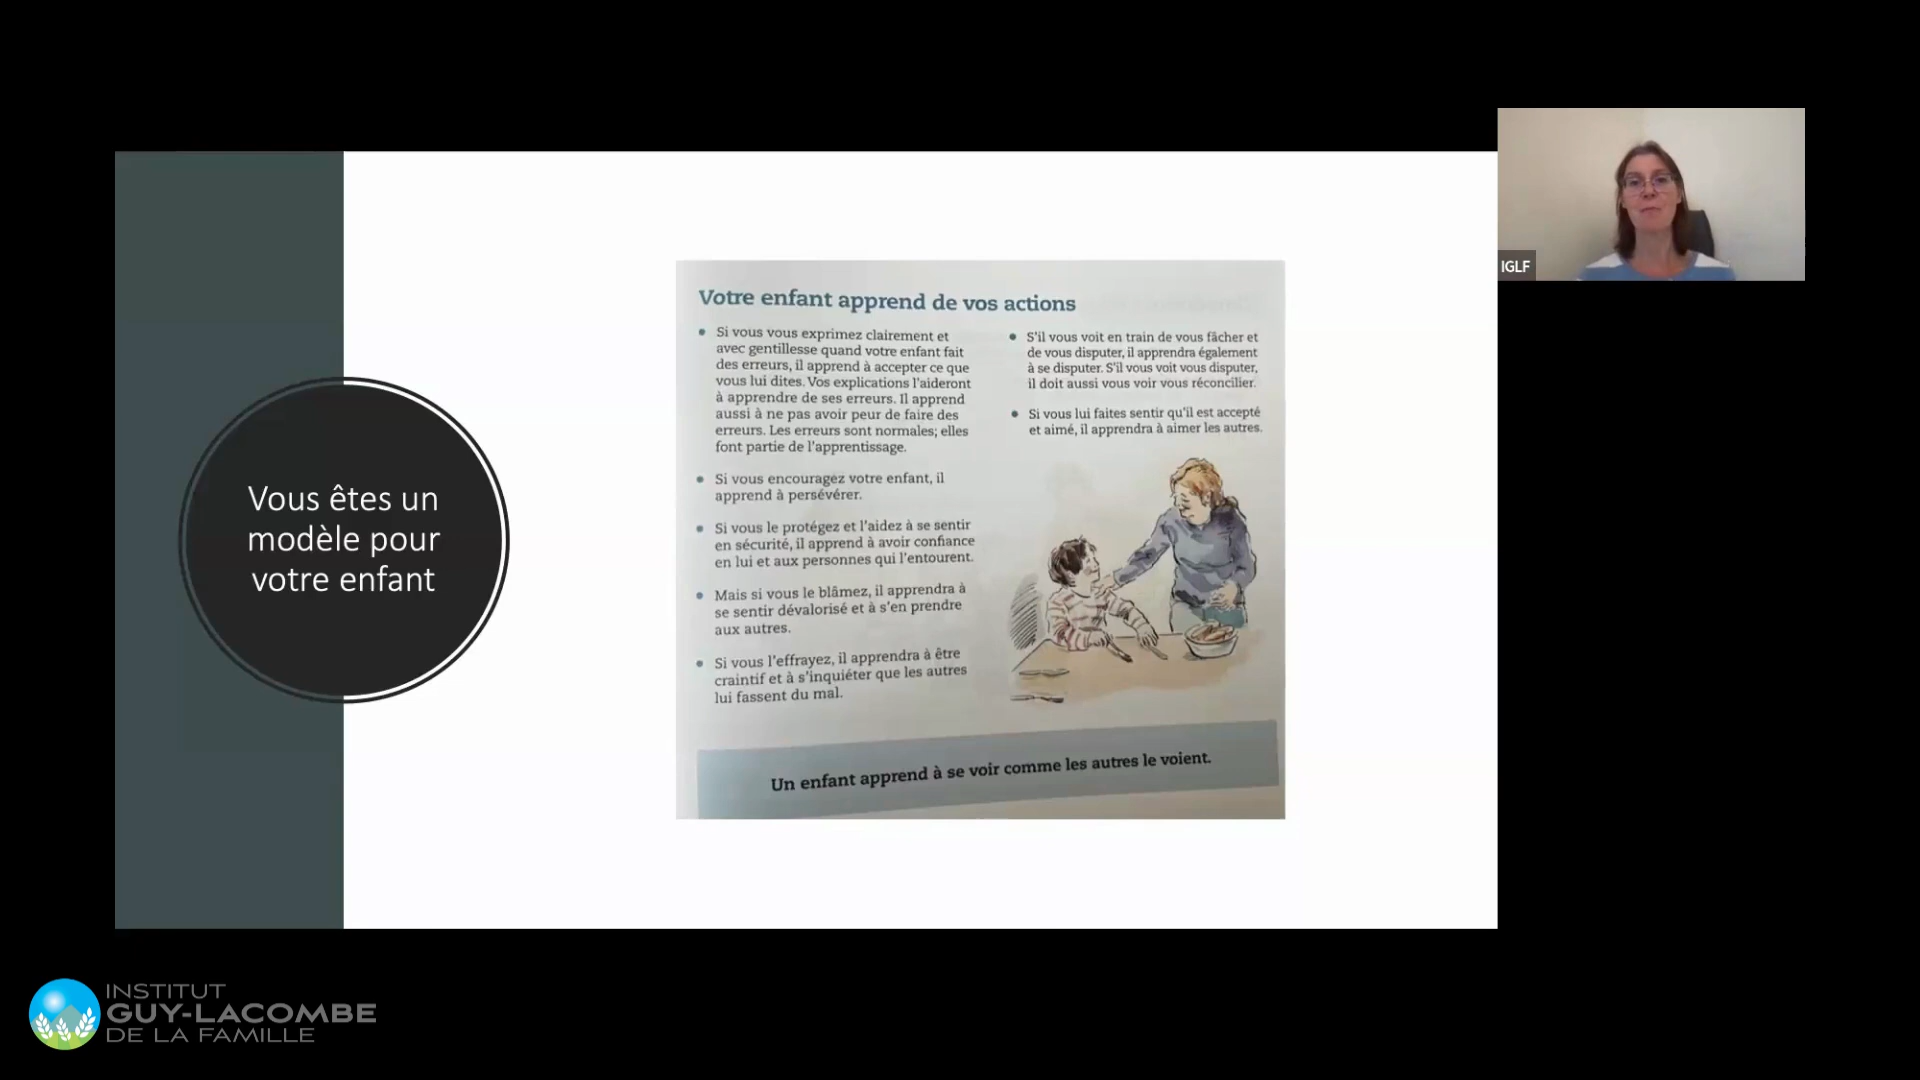 Vous êtes un
modèle pour
votre enfant
Votre enfant apprend de vos actions
• Si vous vous exprimez clairement et
avec gentillesse quand votre enfant fait
des erreurs, il apprend à accepter ce que
vous lui dites. Vos explications l'aideront
à apprendre de ses erreurs. Il apprend
aussi à ne pas avoir peur de faire des
erreurs. Les erreurs sont normales; elles
font partie de l'apprentissage.
• Si vous encouragez votre enfant, il
apprend à persévérer.
• Si vous le protégez et l'aidez à se sentir
en sécurité, il apprend à avoir confiance
en lui et aux personnes qui l'entourent.
• Mais si vous le blâmez, il apprendra à
se sentir dévalorisé et à s'en prendre
aux autres.
• Si vous l'effrayez, il apprendra à être
craintif et à s'inquiéter que les autres
lui fassent du mal.
• S'il vous voit en train de vous fâcher et
de vous disputer, il apprendra également
à se disputer. S'il vous voit vous disputer,
il doit aussi vous voir vous réconcilier.
• Si vous lui faites sentir qu'il est accepté
et aimé, il apprendra à aimer les autres.
Un enfant apprend à se voir comme les autres le voient.
IGLF
INSTITUT
GUY-LACOMBE
DE LA FAMILLE